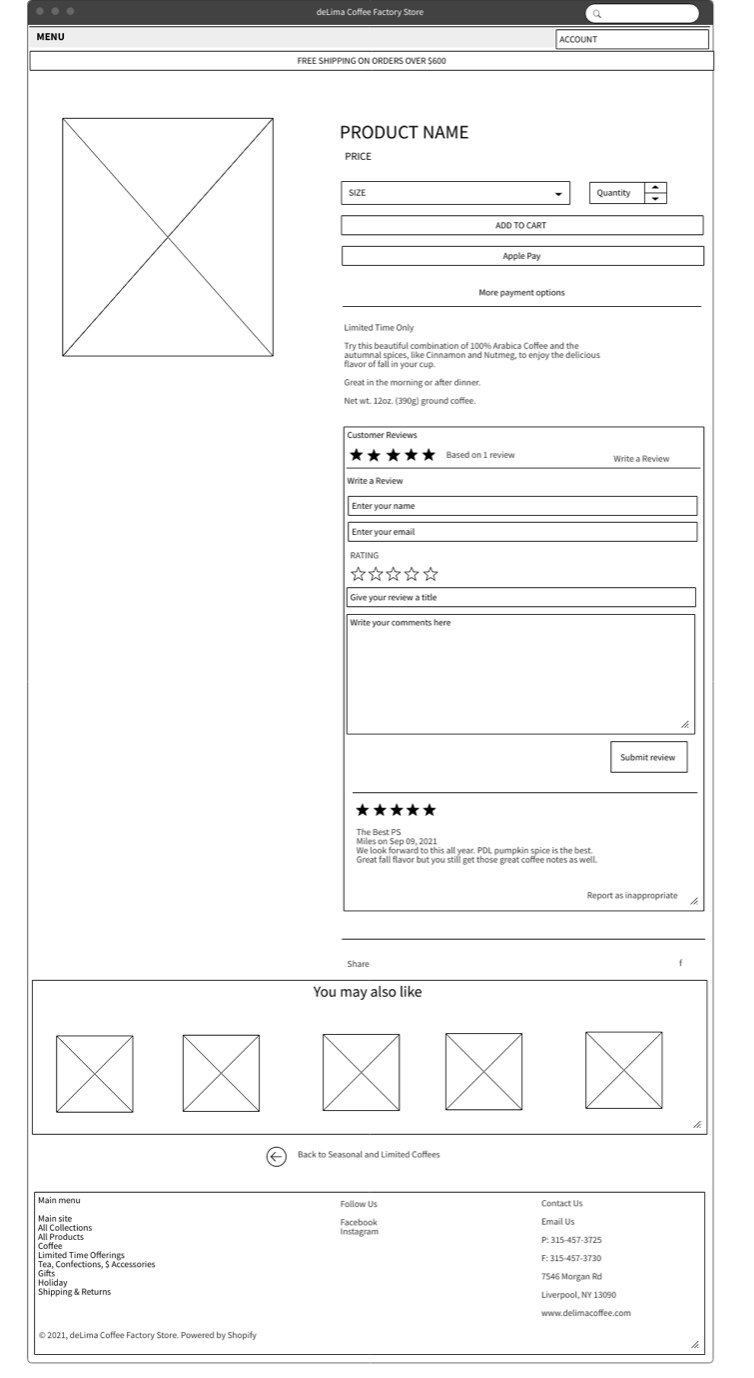 deLima Coffee Factory Store
MENU
ACCOUNT
FREE SHIPPING ON ORDERS OVER $600
PRODUCT NAME
PRICE
SIZE
Quantity
ADD TO CART
Apple Pay
More payment options
Limited Time Only
Try this beautiful combination of 100% Arabica Coffee and the
autumnal spices, like Cinnamon and Nutmeg, to enjoy the delicious
flavor of fall in your cup.
Great in the morning or after dinner.
Net wt. 12oz. (390g) ground coffee.
Customer Reviews
Based on 1 review
Write a Review
Write a Review
Enter your name
Enter your email
RATING
Give your review a title
Write your comments here
Submit review
The Best PS
Miles on Sep 09, 2021
We look forward to this all year. PDL pumpkin spice is the best.
Great fall flavor but you still get those great coffee notes as well.
Report as inappropriate
Share
f
You may also like
Back to Seasonal and Limited Coffees
Main menu
Main site
All Collections
All Products
Coffee
Limited Time Offerings
Tea, Confections, $ Accessories
Gifts
Holiday
Shipping & Returns
Follow Us
Facebook
Instagram
Contact Us
Email Us
P: 315-457-3725
F: 315-457-3730
7546 Morgan Rd
Liverpool, NY 13090
www.delimacoffee.com
© 2021, deLima Coffee Factory Store. Powered by Shopify